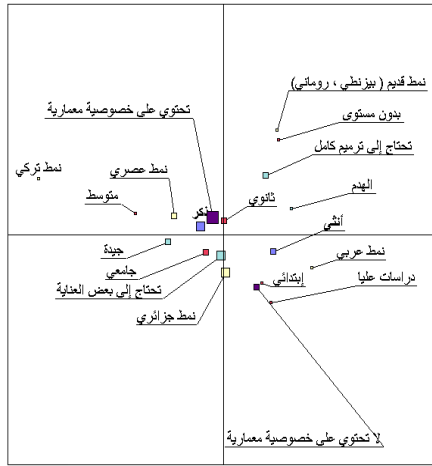 نمط قديم ( بيزنطي ، روماني)
تحتوي على خصوصية معمارية
بدون مستوى
تحتاج إلى ترميم كامل
نمط تركي
نمط عصري
الهدم
متوسط
ذكر
ثانوي
أنثى
جيدة
نمط عربي
جامعي
إبتدائي
دراسات عليا
تحتاج إلى بعض العناية
نمط جزائري
لا تحتوي على خصوصية معمارية